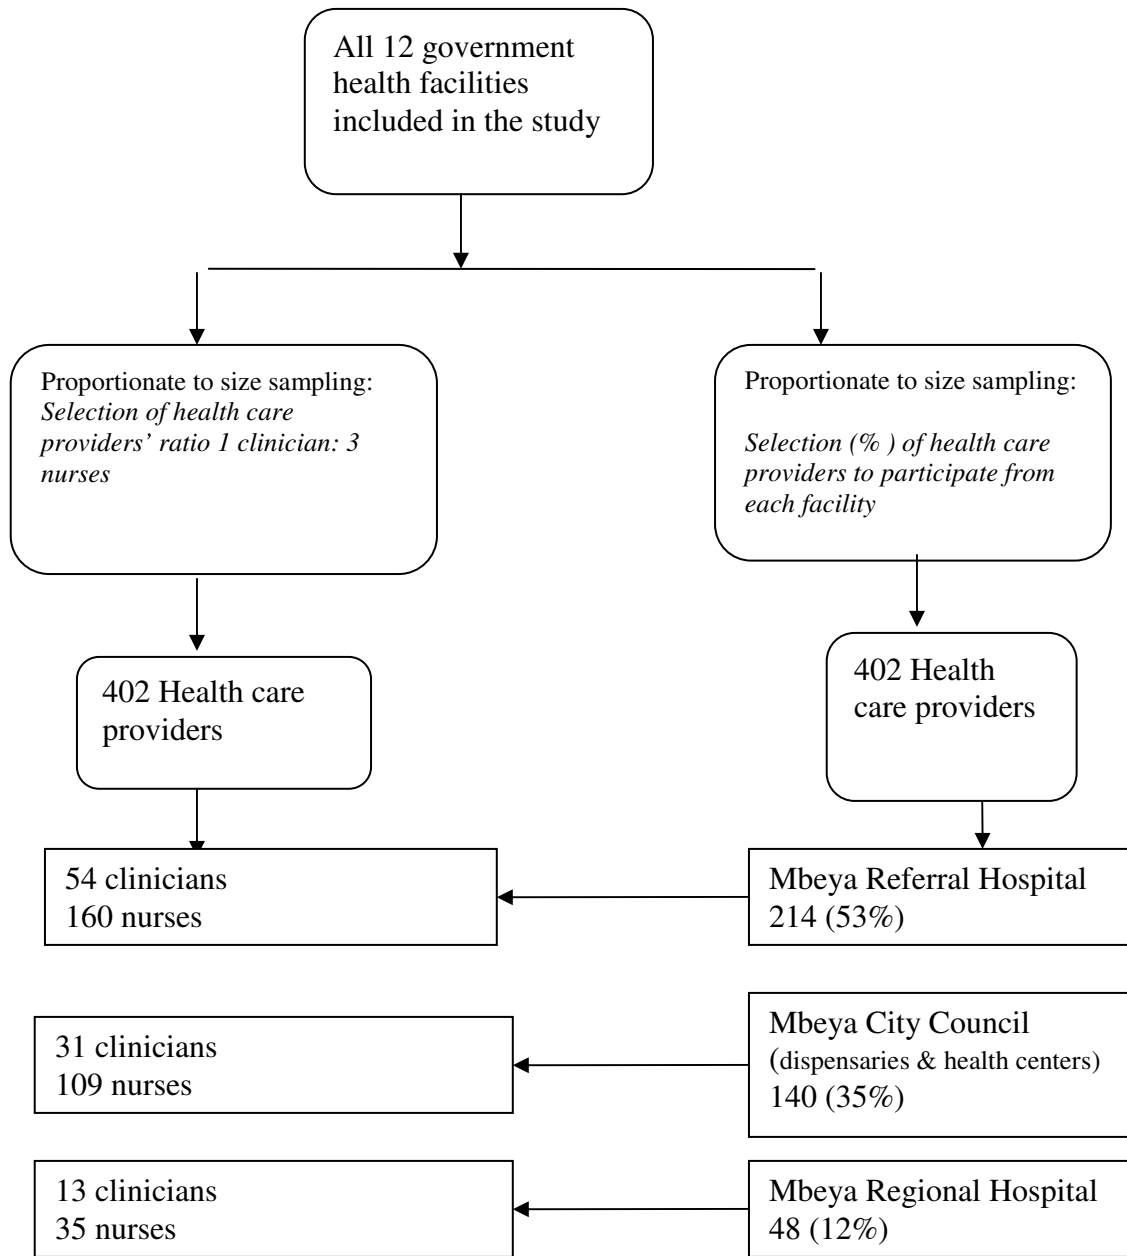 All 12 government
health facilities
included in the study
Proportionate to size sampling:
Selection of health care
providers' ratio 1 clinician: 3
nurses
Proportionate to size sampling:
Selection (% ) of health care
providers to participate from
each facility
402 Health care
providers
402 Health
care providers
54 clinicians
160 nurses
Mbeya Referral Hospital
214 (53%)
31 clinicians
109 nurses
Mbeya City Council
(dispensaries & health centers)
140 (35%)
13 clinicians
35 nurses
Mbeya Regional Hospital
48 (12%)